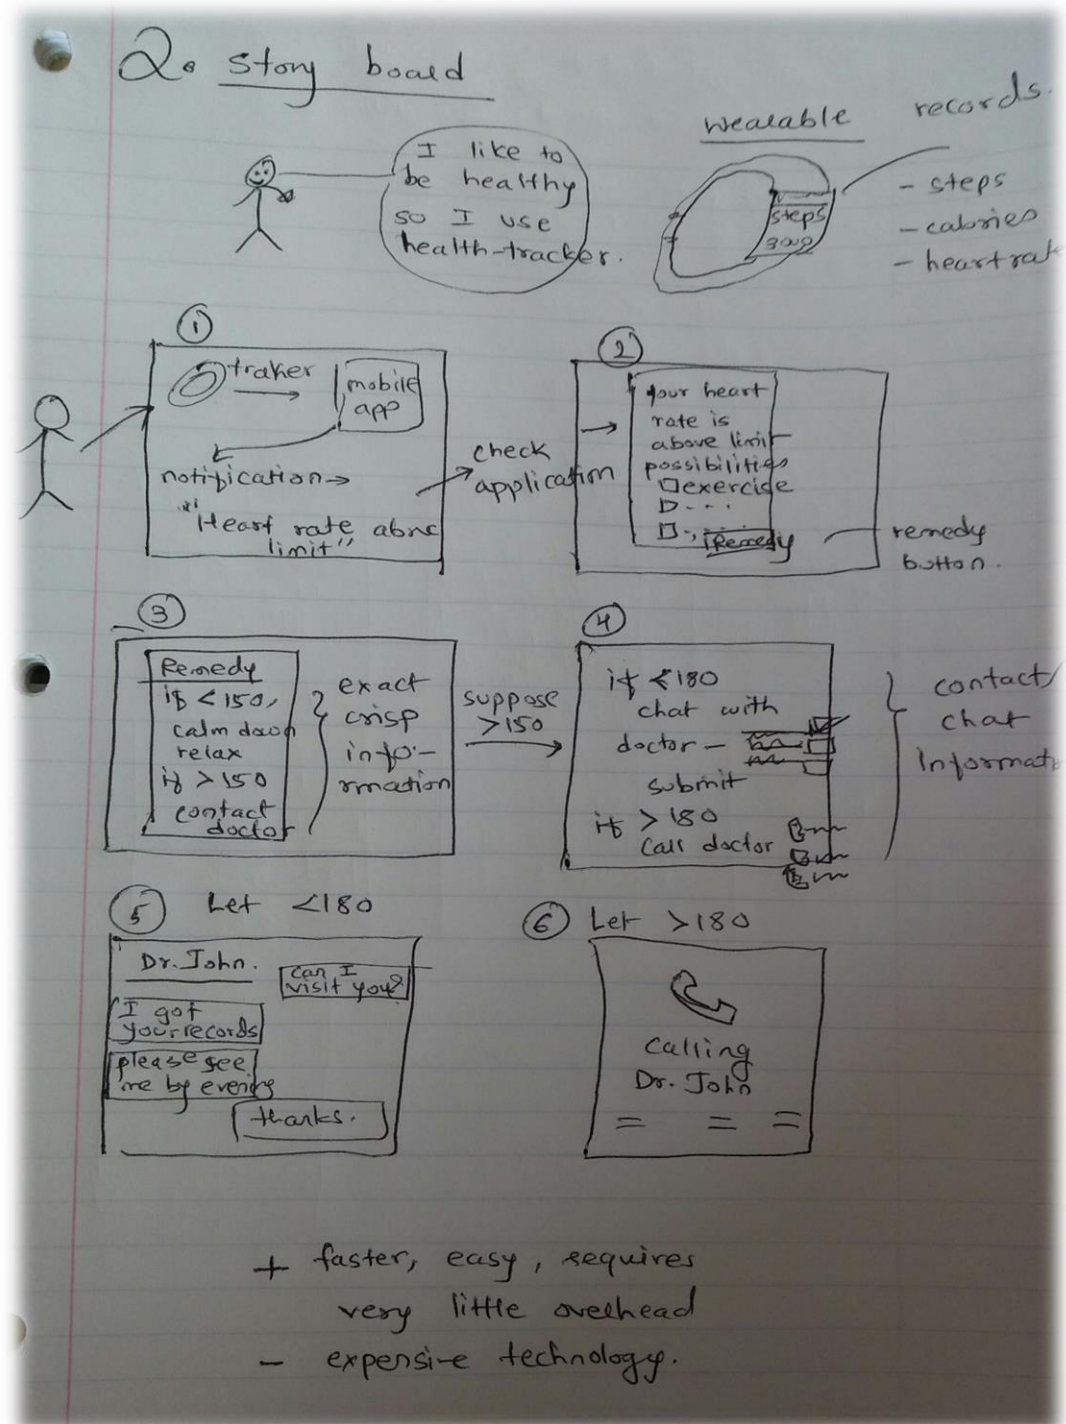 2. Story board
I like to
be healthy
so I use
health-tracker.
wearable
records.
steps
- steps
- calories
- heartrate
1
traker
mobile
app
notification →
"Heart rate above
limit"
check
application
2
your heart
rate is
above limit
possibilities
exercise
Remedy
remedy
button.
3
Remedy
if < 150,
calm down
relax
if > 150
contact
doctor
exact
crisp
info-
rmation
suppose
>150
4
if < 180
chat with
doctor -
submit
if > 180
call doctor
contact/
chat
Informat
5 Let <180
Dr. John.
Can I
visit you?
I got
your records
please see
me by evening
thanks.
6 Let >180
calling
Dr. John
+ faster, easy, requires
very little overhead
- expensive technology.